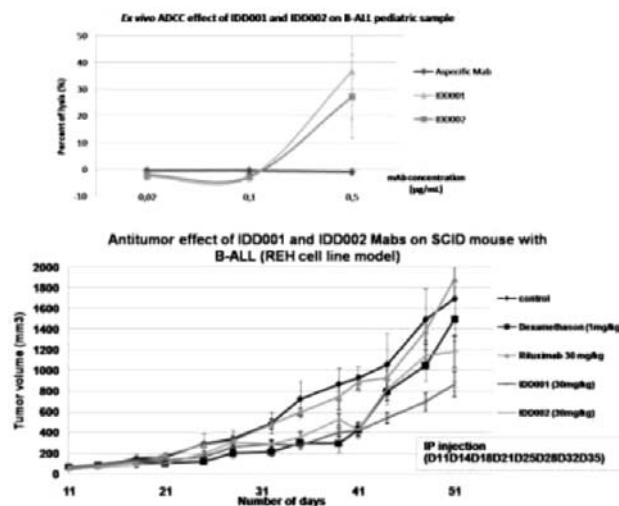 Ex vivo ADCC effect of IDD001 and IDD002 on B-ALL pediatric sample
Percent of lysis (%)
50
40
30
20
10
0
-10
0,02
0,1
0,5
mAb concentration
(µg/mL)
Aspecific Mab
IDD001
IDD002
Antitumor effect of IDD001 and IDD002 Mabs on SCID mouse with
B-ALL (REH cell line model)
Tumor volume (mm3)
2000
1800
1600
1400
1200
1000
800
600
400
200
0
11
21
31
41
51
Number of days
control
Dexamethason (1mg/kg)
Rituximab 30 mg/kg
IDD001 (30mg/kg)
IDD002 (30mg/kg)
IP injection
(D11D14D18D21D25D28D32D35)